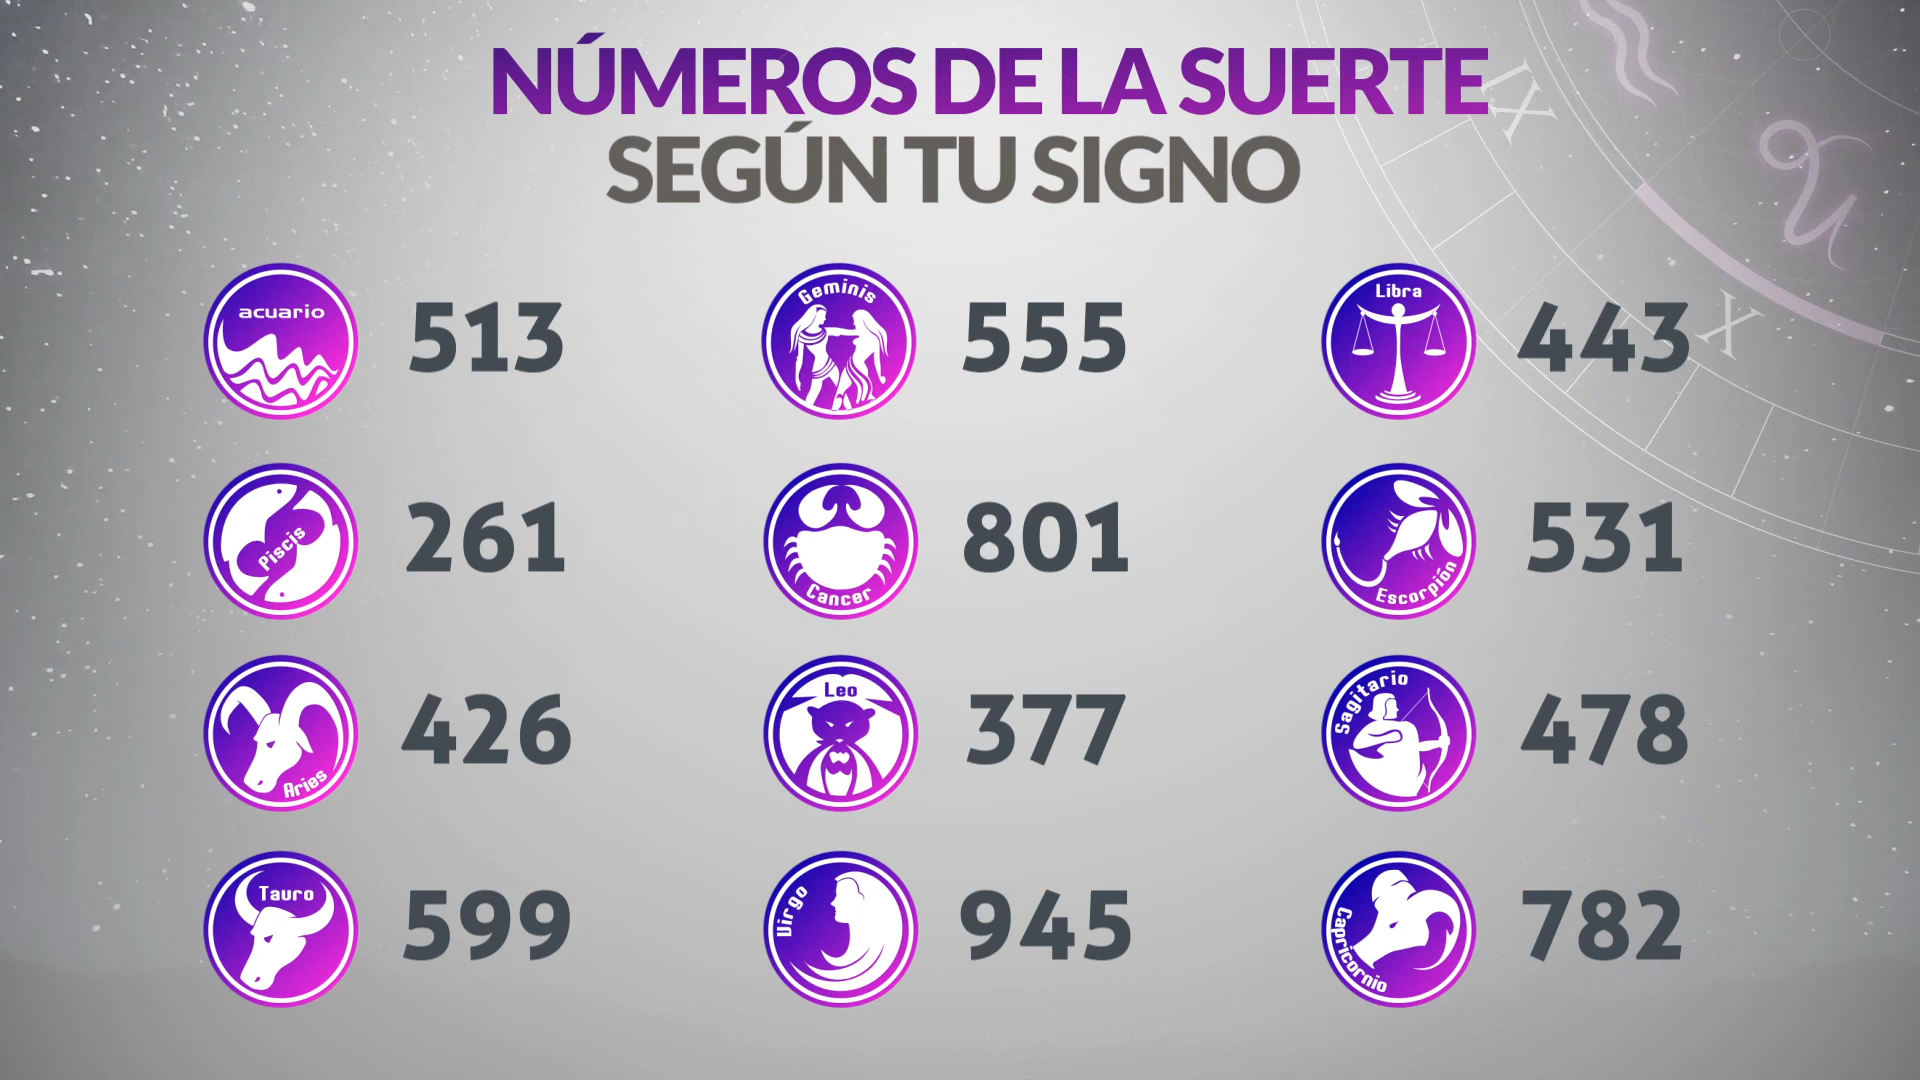 NÚMEROS DE LA SUERTE
SEGÚN TU SIGNO
acuario 513
Geminis 555
Libra 443
Piscis 261
Cancer 801
Escorpión 531
Aries 426
Leo 377
Sagitario 478
Tauro 599
Virgo 945
Capricornio 782
IX
X